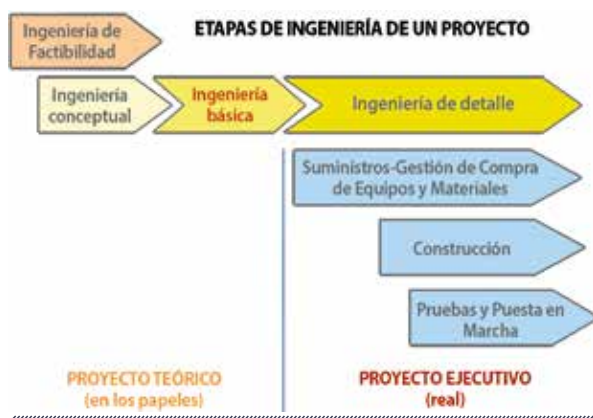 ETAPAS DE INGENIERÍA DE UN PROYECTO
Ingeniería de
Factibilidad
Ingeniería
conceptual
Ingeniería
básica
Ingeniería de detalle
Suministros-Gestión de Compra
de Equipos y Materiales
Construcción
Pruebas y Puesta en
Marcha
PROYECTO TEÓRICO
(en los papeles)
PROYECTO EJECUTIVO
(real)